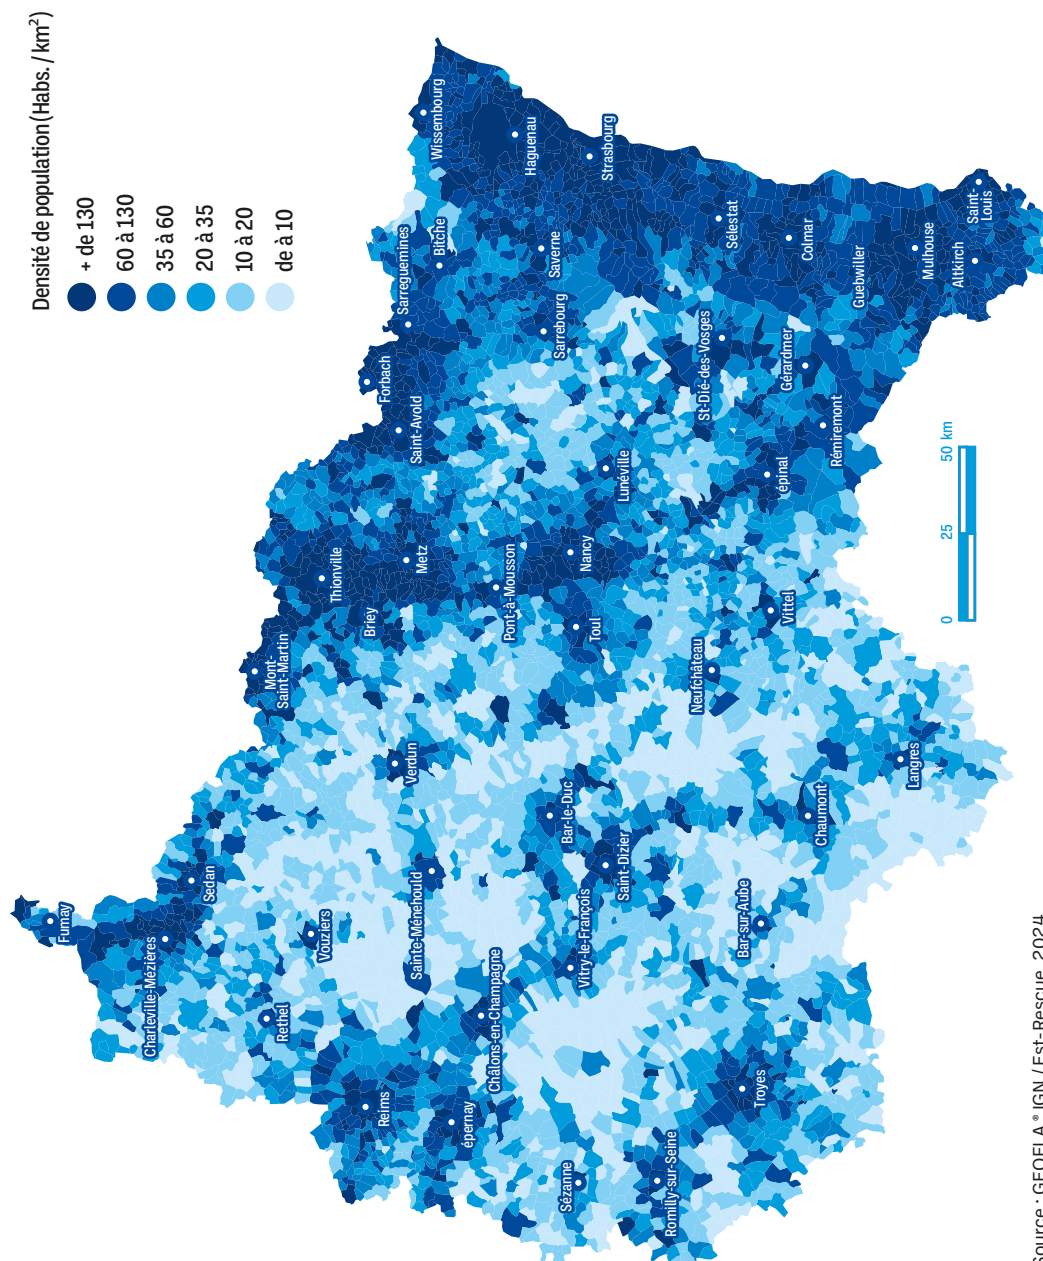 Densité de population (Habs. / km²)
+ de 130
60 à 130
35 à 60
20 à 35
10 à 20
de à 10
Fumay
Charleville-Mézières
Sedan
Rethel
Vouziers
Reims
épernay
Châlons-en-Champagne
Sainte-Ménehould
Verdun
Mont-
Saint-Martin
Briey
Thionville
Metz
Forbach
Saint-Avold
Sarreguemines
Bitche
Wissembourg
Haguenau
Strasbourg
Saverne
Sarrebourg
Pont-à-Mousson
Nancy
Toul
Lunéville
Bar-le-Duc
Saint-Dizier
Vitry-le-François
Sézanne
Romilly-sur-Seine
Troyes
Bar-sur-Aube
Chaumont
Langres
Neufchâteau
Vittel
épinal
Rémiremont
Gérardmer
St-Dié-des-Vosges
Sélestat
Colmar
Guebwiller
Mulhouse
Altkirch
Saint-
Louis
0 25 50 km
Source : GEOFLA ® IGN / Est-Rescue, 2024